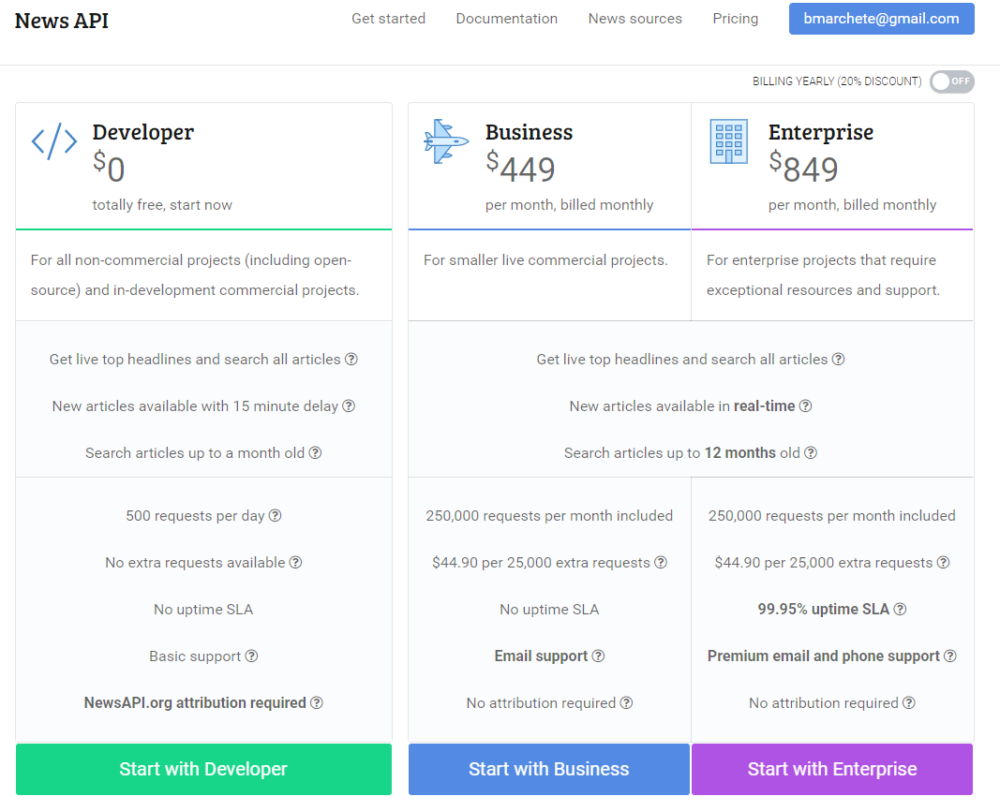 News API
Get started
Documentation
News sources
Pricing
bmarchete@gmail.com
BILLING YEARLY (20% DISCOUNT)
OFF
Developer
$0
totally free, start now
For all non-commercial projects (including open-
source) and in-development commercial projects.
Get live top headlines and search all articles
New articles available with 15 minute delay
Search articles up to a month old
500 requests per day
No extra requests available
No uptime SLA
Basic support
NewsAPI.org attribution required
Start with Developer
Business
$449
per month, billed monthly
For smaller live commercial projects.
Enterprise
$849
per month, billed monthly
For enterprise projects that require
exceptional resources and support.
Get live top headlines and search all articles
New articles available in real-time
Search articles up to 12 months old
250,000 requests per month included
$44.90 per 25,000 extra requests
No uptime SLA
Email support
No attribution required
Start with Business
250,000 requests per month included
$44.90 per 25,000 extra requests
99.95% uptime SLA
Premium email and phone support
No attribution required
Start with Enterprise